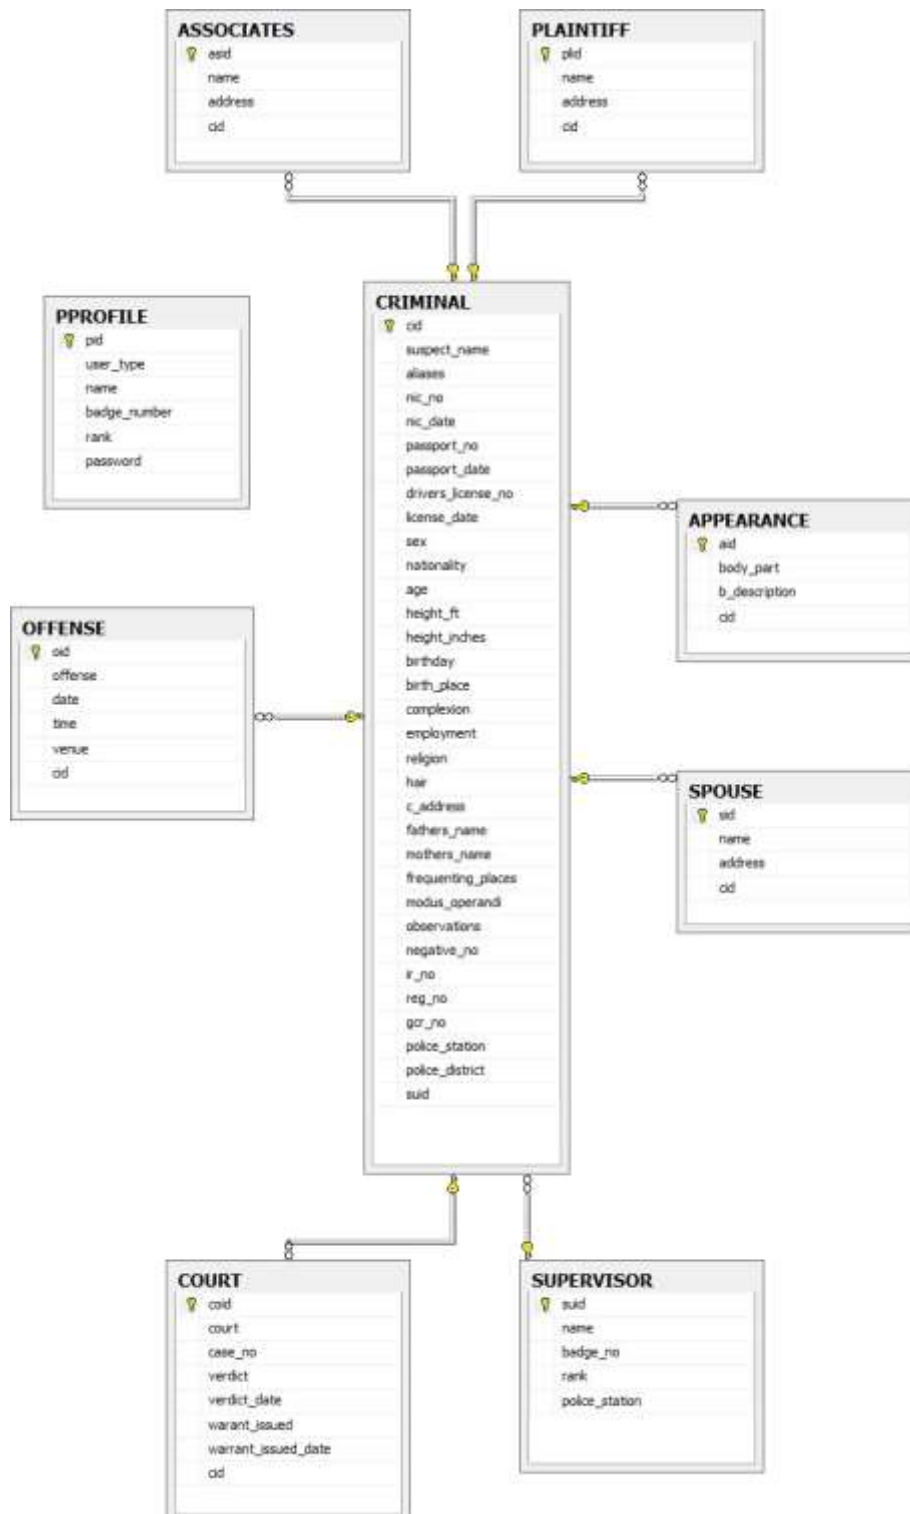 ASSOCIATES
asid
name
address
cid
PLAINTIFF
plid
name
address
cid
PPROFILE
pid
user_type
name
badge_number
rank
password
CRIMINAL
cid
suspect_name
aliases
nic_no
nic_date
passport_no
passport_date
drivers_license_no
license_date
sex
nationality
age
height_ft
height_inches
birthday
birth_place
complexion
employment
religion
hair
c_address
fathers_name
mothers_name
frequenting_places
modus_operandi
observations
negative_no
ir_no
reg_no
gcr_no
police_station
police_district
suid
APPEARANCE
aid
body_part
b_description
cid
OFFENSE
oid
offense
date
time
venue
cid
SPOUSE
sid
name
address
cid
COURT
coid
court
case_no
verdict
verdict_date
warant_issued
warrant_issued_date
cid
SUPERVISOR
suid
name
badge_no
rank
police_station